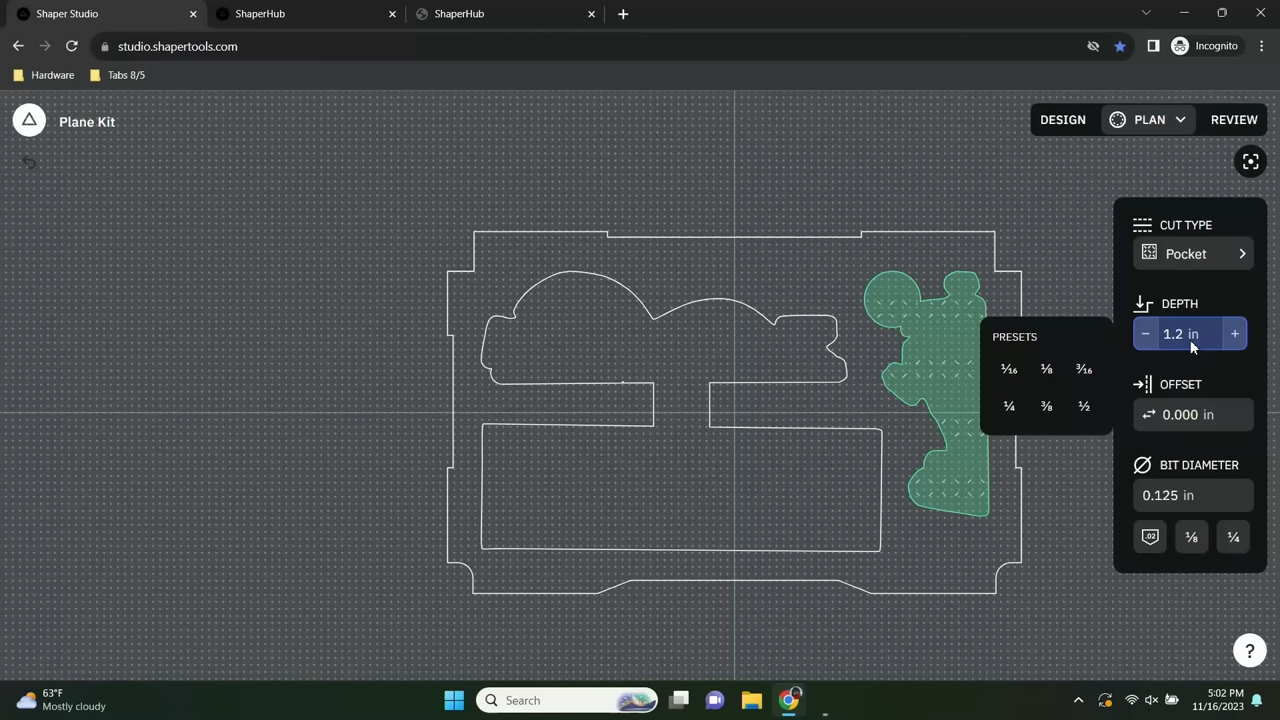 Shaper Studio
ShaperHub
ShaperHub
studio.shapertools.com
Incognito
Hardware
Tabs 8/5
Plane Kit
DESIGN
PLAN
REVIEW
CUT TYPE
Pocket
DEPTH
1.2 in
PRESETS
1/16 1/8 3/16
1/4 3/8 1/2
OFFSET
0.000 in
BIT DIAMETER
0.125 in
.02 1/8 1/4
?
63°F
Mostly cloudy
Search
5:02 PM
11/16/2023